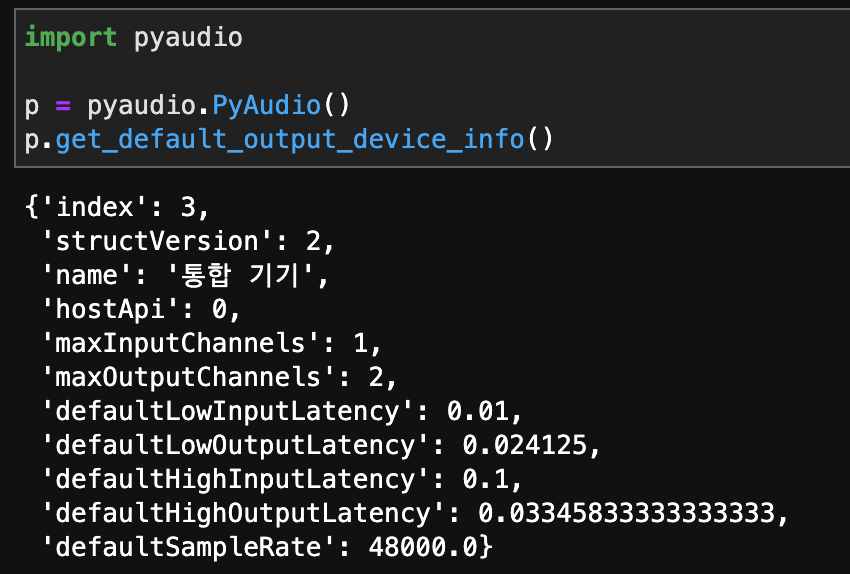 import pyaudio
p = pyaudio.PyAudio()
p.get_default_output_device_info()
{'index': 3,
'structVersion': 2,
'name': '통합 기기',
'hostApi': 0,
'maxInputChannels': 1,
'maxOutputChannels': 2,
'defaultLowInputLatency': 0.01,
'defaultLowOutputLatency': 0.024125,
'defaultHighInputLatency': 0.1,
'defaultHighOutputLatency': 0.03345833333333333,
'defaultSampleRate': 48000.0}